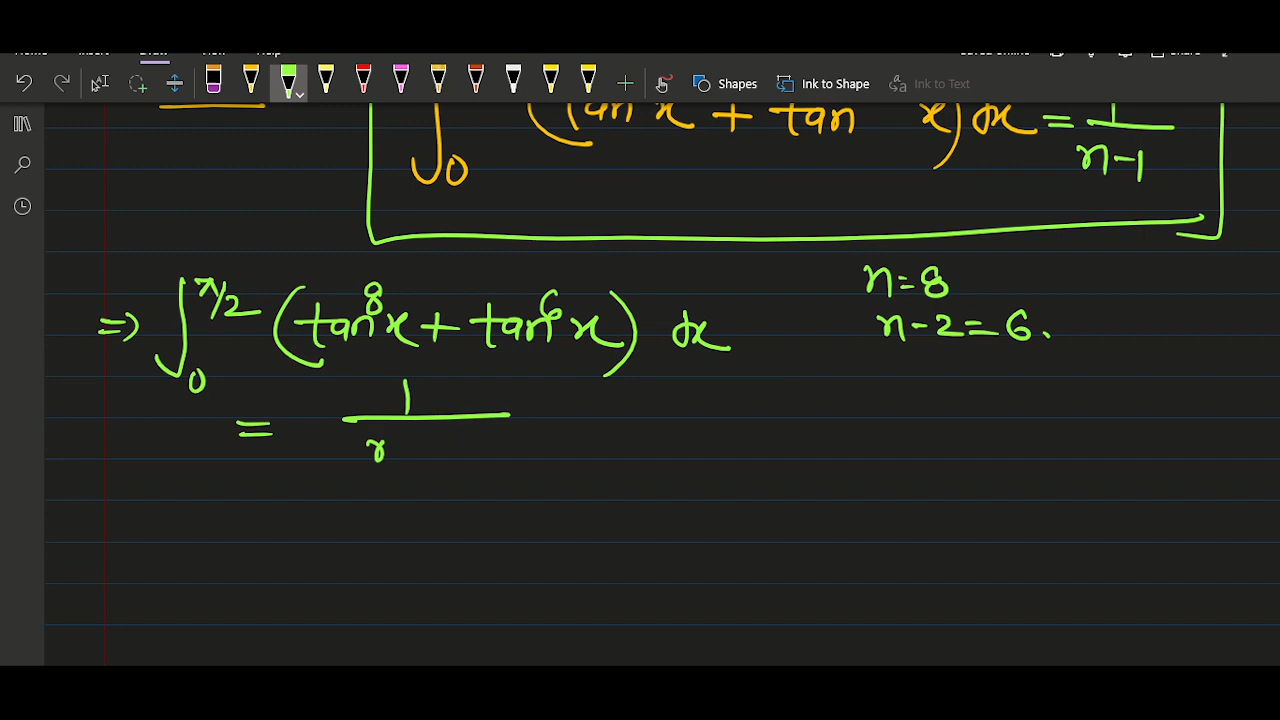 Shapes Ink to Shape Ink to Text
∫0 (tan x + tan x) dx = 1/(n-1)
=> ∫0^π/2 (tan^8 x + tan^6 x) dx
n = 8
n - 2 = 6.
= 1/